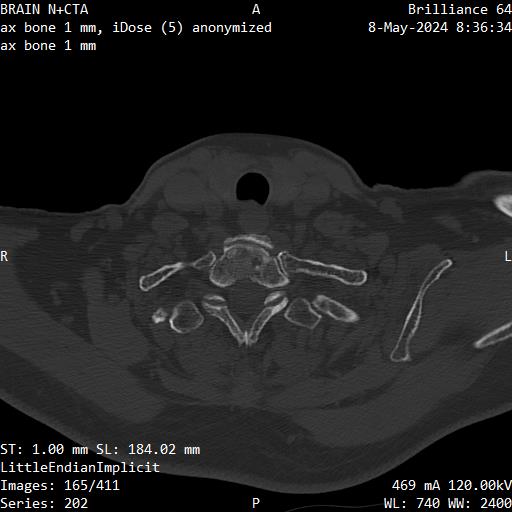 BRAIN N+CTA
A
Brilliance 64
ax bone 1 mm, iDose (5) anonymized
8-May-2024 8:36:34
ax bone 1 mm
R
L
ST: 1.00 mm SL: 184.02 mm
LittleEndianImplicit
Images: 165/411
469 mA 120.00kV
Series: 202
P
WL: 740 WW: 2400